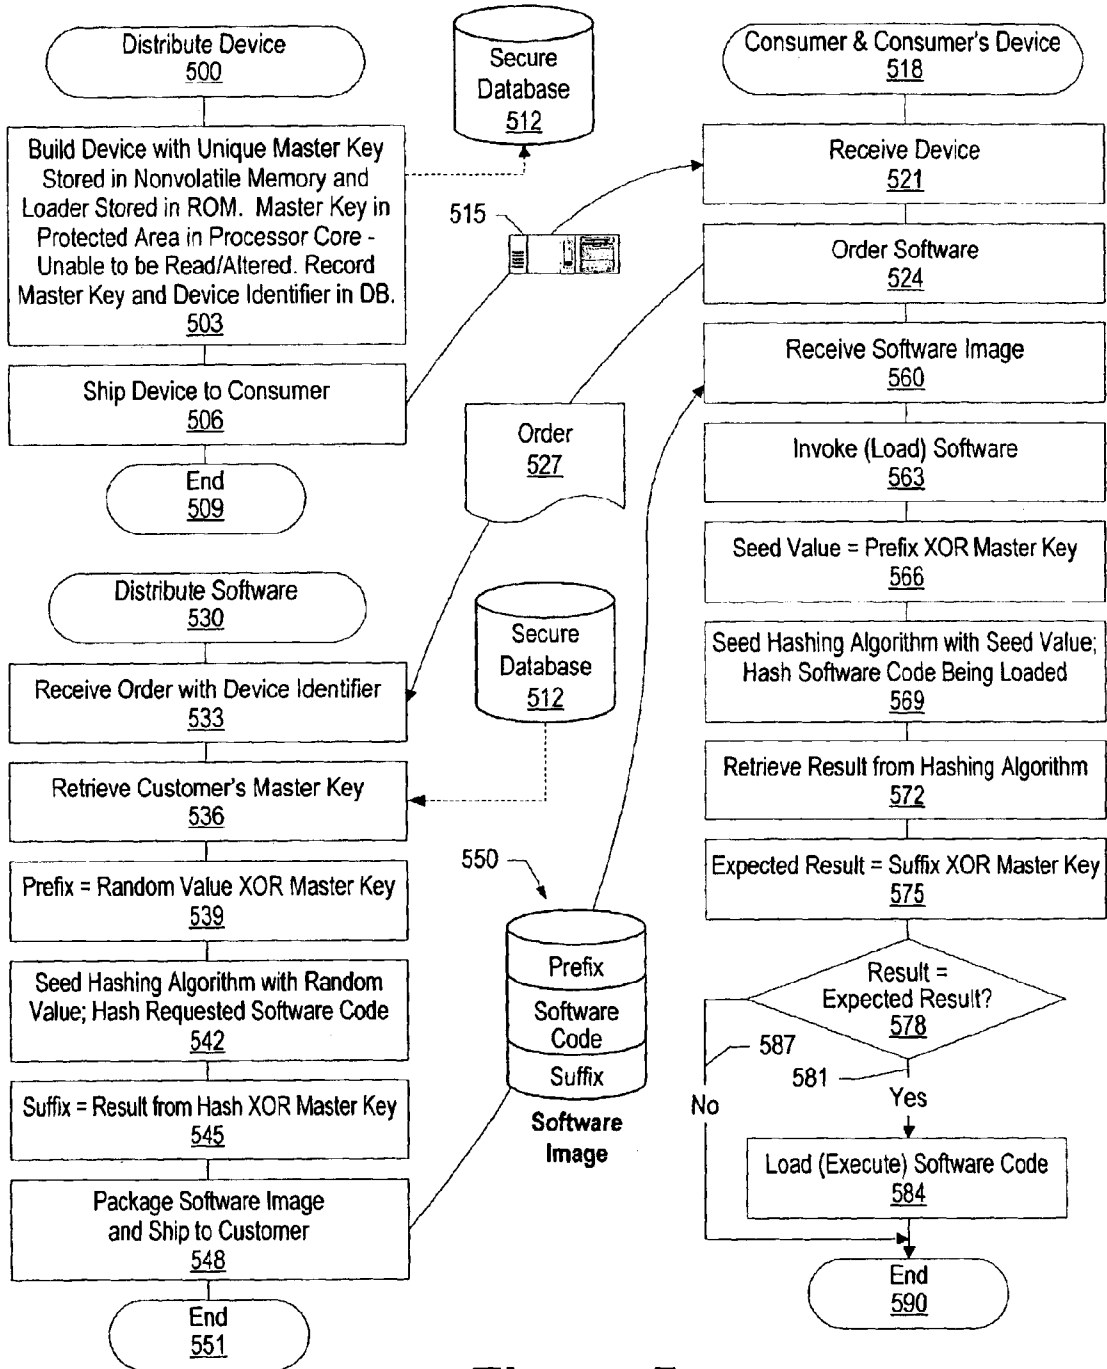 Distribute Device
500
Build Device with Unique Master Key
Stored in Nonvolatile Memory and
Loader Stored in ROM. Master Key in
Protected Area in Processor Core -
Unable to be Read/Altered. Record
Master Key and Device Identifier in DB.
503
Ship Device to Consumer
506
End
509
Secure
Database
512
515
Order
527
Distribute Software
530
Receive Order with Device Identifier
533
Retrieve Customer's Master Key
536
Prefix = Random Value XOR Master Key
539
Seed Hashing Algorithm with Random
Value; Hash Requested Software Code
542
Suffix = Result from Hash XOR Master Key
545
Package Software Image
and Ship to Customer
548
End
551
Secure
Database
512
550
Prefix
Software
Code
Suffix
Software
Image
Consumer & Consumer's Device
518
Receive Device
521
Order Software
524
Receive Software Image
560
Invoke (Load) Software
563
Seed Value = Prefix XOR Master Key
566
Seed Hashing Algorithm with Seed Value;
Hash Software Code Being Loaded
569
Retrieve Result from Hashing Algorithm
572
Expected Result = Suffix XOR Master Key
575
Result =
Expected Result?
578
587
581
No
Yes
Load (Execute) Software Code
584
End
590